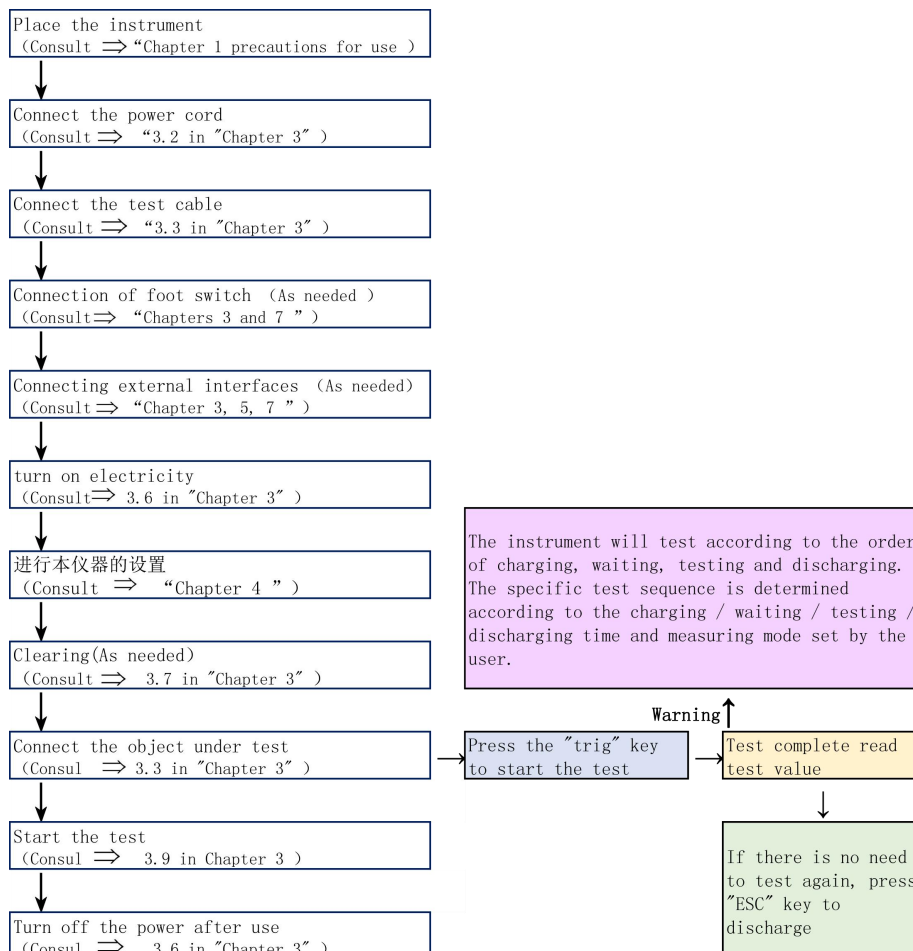 Place the instrument
(Consult ⇒ “Chapter 1 precautions for use )
Connect the power cord
(Consult ⇒ “3.2 in "Chapter 3" )
Connect the test cable
(Consult ⇒ “3.3 in "Chapter 3" )
Connection of foot switch （As needed ）
(Consult⇒ “Chapters 3 and 7 ” )
Connecting external interfaces （As needed）
(Consult⇒ “Chapter 3, 5, 7 ” )
turn on electricity
(Consult⇒ 3.6 in "Chapter 3" )
进行本仪器的设置
(Consult ⇒ “Chapter 4 ” )
Clearing(As needed)
(Consult ⇒ 3.7 in "Chapter 3" )
Connect the object under test
(Consul ⇒ 3.3 in "Chapter 3" )
Start the test
(Consul ⇒ 3.9 in Chapter 3 )
Turn off the power after use
(Consul ⇒ 3.6 in "Chapter 3" )
The instrument will test according to the order
of charging, waiting, testing and discharging.
The specific test sequence is determined
according to the charging / waiting / testing /
discharging time and measuring mode set by the
user.
Warning
Press the "trig" key
to start the test
Test complete read
test value
If there is no need
to test again, press
"ESC" key to
discharge